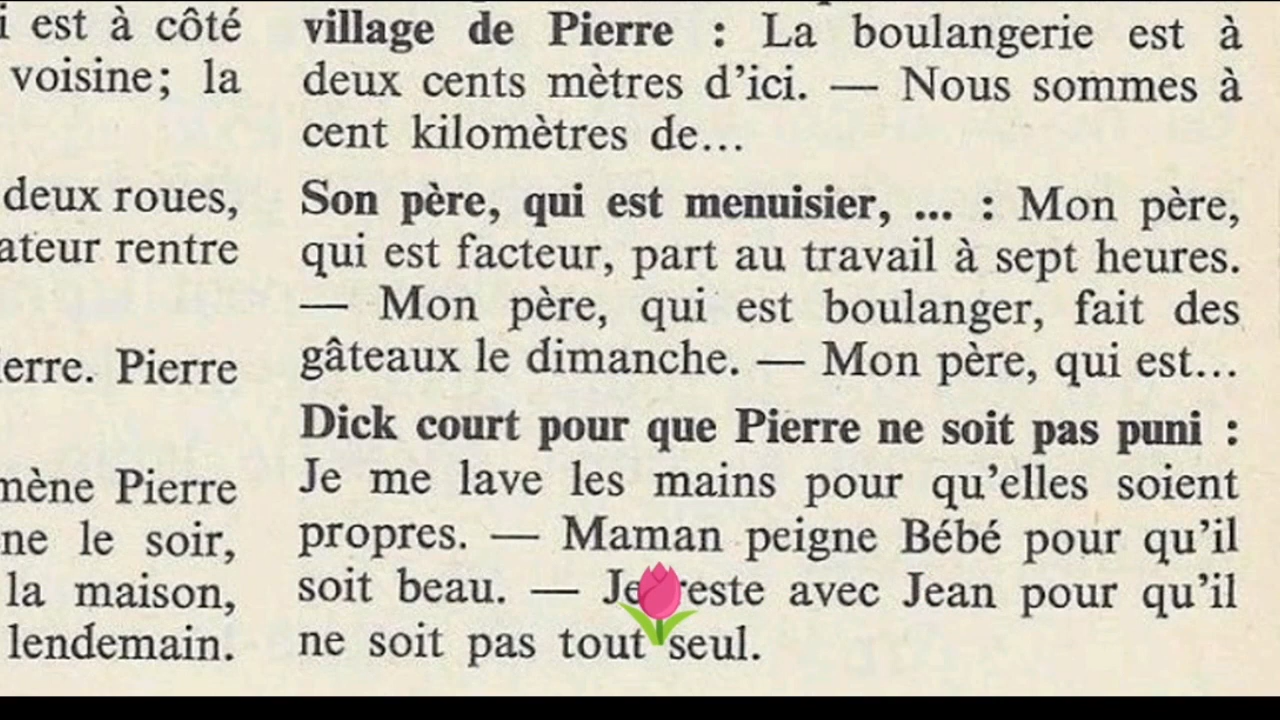 i est à côté
voisine; la
deux roues,
ateur rentre
ierre. Pierre
mène Pierre
ne le soir,
la maison,
lendemain.
village de Pierre : La boulangerie est à
deux cents mètres d'ici. — Nous sommes à
cent kilomètres de...
Son père, qui est menuisier, ... : Mon père,
qui est facteur, part au travail à sept heures.
— Mon père, qui est boulanger, fait des
gâteaux le dimanche. — Mon père, qui est...
Dick court pour que Pierre ne soit pas puni :
Je me lave les mains pour qu'elles soient
propres. — Maman peigne Bébé pour qu'il
soit beau. — Je reste avec Jean pour qu'il
ne soit pas tout seul.